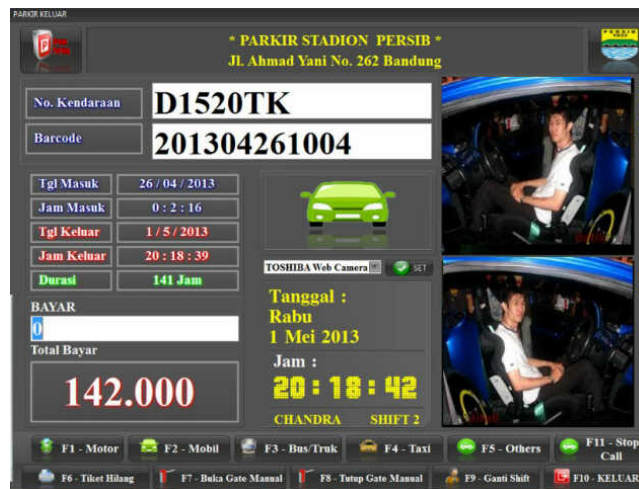 PARKIR KELUAR
* PARKIR STADION PERSIB *
Jl. Ahmad Yani No. 262 Bandung
PERSIB
No. Kendaraan
D1520TK
Barcode
201304261004
Tgl Masuk
26 / 04 / 2013
Jam Masuk
0 : 2 : 16
Tgl Keluar
1 / 5 / 2013
Jam Keluar
20 : 18 : 39
Durasi
141 Jam
TOSHIBA Web Camera
SET
BAYAR
0
Total Bayar
142.000
Tanggal :
Rabu
1 Mei 2013
Jam :
20 : 18 : 42
CHANDRA SHIFT 2
F1 - Motor
F2 - Mobil
F3 - Bus/Truk
F4 - Taxi
F5 - Others
F11 - Stop
Call
F6 - Tiket Hilang
F7 - Buka Gate Manual
F8 - Tutup Gate Manual
F9 - Ganti Shift
F10 - KELUAR